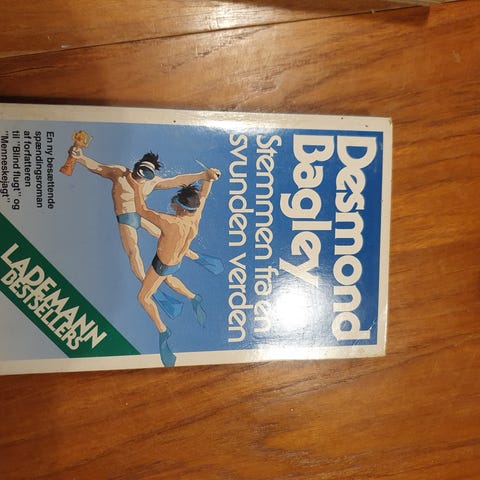 Desmond
Bagley
Stemmen fra en
svunden verden
En ny besættende
spændingsroman
af forfatteren
til "Blind flugt" og
"Menneskejagt"
LADEMANN
BESTSELLERS